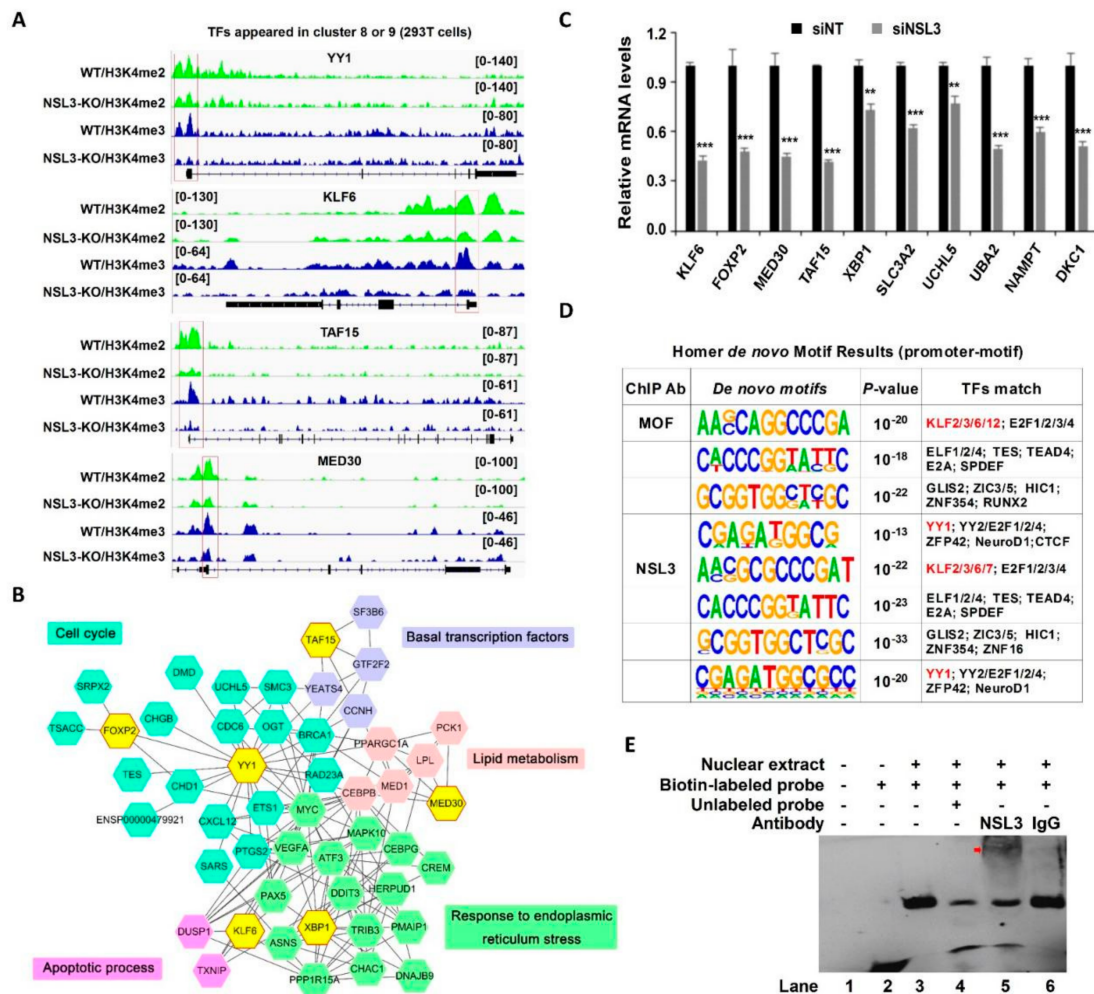 A
TFs appeared in cluster 8 or 9 (293T cells)
YY1
WT/H3K4me2
[0-140]
NSL3-KO/H3K4me2
[0-140]
WT/H3K4me3
[0-80]
NSL3-KO/H3K4me3
[0-80]
KLF6
WT/H3K4me2
[0-130]
NSL3-KO/H3K4me2
[0-130]
WT/H3K4me3
[0-64]
NSL3-KO/H3K4me3
[0-64]
TAF15
WT/H3K4me2
[0-87]
NSL3-KO/H3K4me2
[0-87]
WT/H3K4me3
[0-61]
NSL3-KO/H3K4me3
[0-61]
MED30
WT/H3K4me2
[0-100]
NSL3-KO/H3K4me2
[0-100]
WT/H3K4me3
[0-46]
NSL3-KO/H3K4me3
[0-46]
B
Cell cycle
Basal transcription factors
Lipid metabolism
Response to endoplasmic
reticulum stress
Apoptotic process
SF3B6
TAF15
GTF2F2
YEATS4
CCNH
DMD
UCHL5
SMC3
SRPX2
FOXP2
CHGB
TSACC
CDC6
OGT
BRCA1
YY1
RAD23A
TES
CHD1
ENSP00000479921
CXCL12
ETS1
SARS
PTGS2
PPARGC1A
PCK1
LPL
MED1
CEBPB
MED30
MYC
MAPK10
VEGFA
ATF3
CEBPG
CREM
PAX5
DDIT3
HERPUD1
DUSP1
KLF6
XBP1
TRIB3
PMAIP1
ASNS
TXNIP
PPP1R15A
CHAC1
DNAJB9
C
siNT
siNSL3
Relative mRNA levels
1.2
0.9
0.6
0.3
0
***
***
***
***
**
***
**
***
***
***
KLF6
FOXP2
MED30
TAF15
XBP1
SLC3A2
UCHL5
UBA2
NAMPT
DKC1
D
Homer de novo Motif Results (promoter-motif)
ChIP Ab
De novo motifs
P-value
TFs match
MOF
AAGCAGGCCCGA
10-20
KLF2/3/6/12; E2F1/2/3/4
CACCCGGTATTC
10-18
ELF1/2/4; TES; TEAD4;
E2A; SPDEF
GCGGTGGCTCGC
10-22
GLIS2; ZIC3/5; HIC1;
ZNF354; RUNX2
NSL3
CGAGATGGCG
10-13
YY1; YY2/E2F1/2/4;
ZFP42; NeuroD1;CTCF
AACGCGCCCGAT
10-22
KLF2/3/6/7; E2F1/2/3/4
CACCCGGTATTC
10-23
ELF1/2/4; TES; TEAD4;
E2A; SPDEF
GCGGTGGCTCGC
10-33
GLIS2; ZIC3/5; HIC1;
ZNF354; ZNF16
CGAGATGGCGCC
10-20
YY1; YY2/E2F1/2/4;
ZFP42; NeuroD1
E
Nuclear extract - - + + + +
Biotin-labeled probe - + + + + +
Unlabeled probe - - - + - -
Antibody - - - - NSL3 IgG
Lane 1 2 3 4 5 6